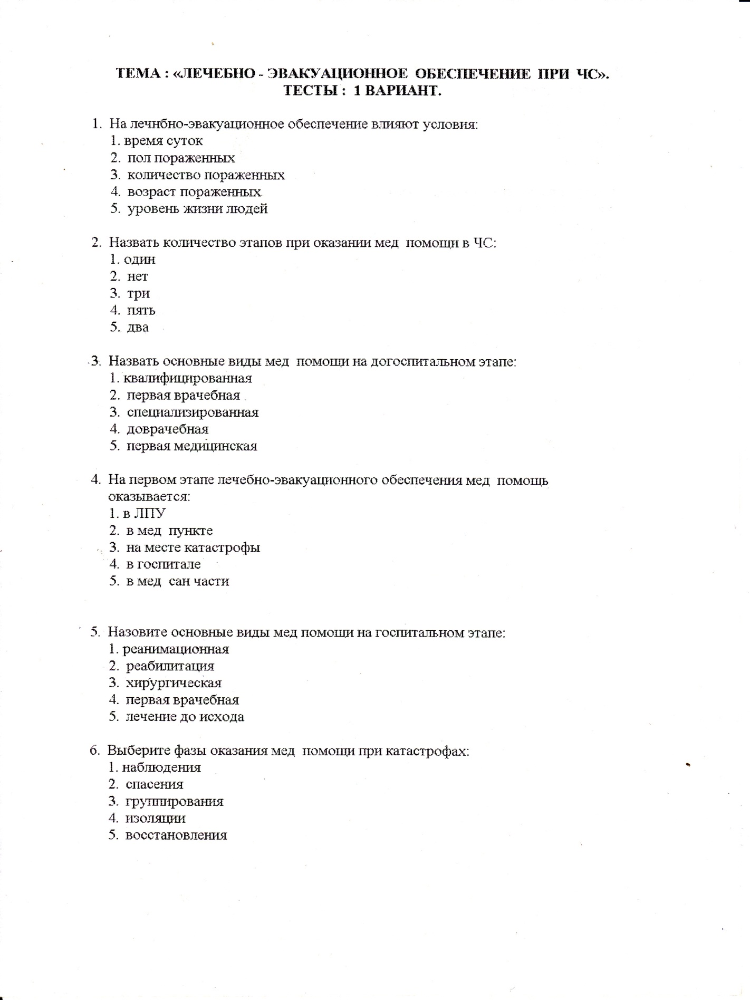 ТЕМА : «ЛЕЧЕБНО - ЭВАКУАЦИОННОЕ ОБЕСПЕЧЕНИЕ ПРИ ЧС».
ТЕСТЫ : 1 ВАРИАНТ.
1. На лечнбно-эвакуационное обеспечение влияют условия:
1. время суток
2. пол пораженных
3. количество пораженных
4. возраст пораженных
5. уровень жизни людей
2. Назвать количество этапов при оказании мед помощи в ЧС:
1. один
2. нет
3. три
4. пять
5. два
3. Назвать основные виды мед помощи на догоспитальном этапе:
1. квалифицированная
2. первая врачебная
3. специализированная
4. доврачебная
5. первая медицинская
4. На первом этапе лечебно-эвакуационного обеспечения мед помощь
оказывается:
1. в ЛПУ
2. в мед пункте
3. на месте катастрофы
4. в госпитале
5. в мед сан части
5. Назовите основные виды мед помощи на госпитальном этапе:
1. реанимационная
2. реабилитация
3. хирургическая
4. первая врачебная
5. лечение до исхода
6. Выберите фазы оказания мед помощи при катастрофах:
1. наблюдения
2. спасения
3. группирования
4. изоляции
5. восстановления